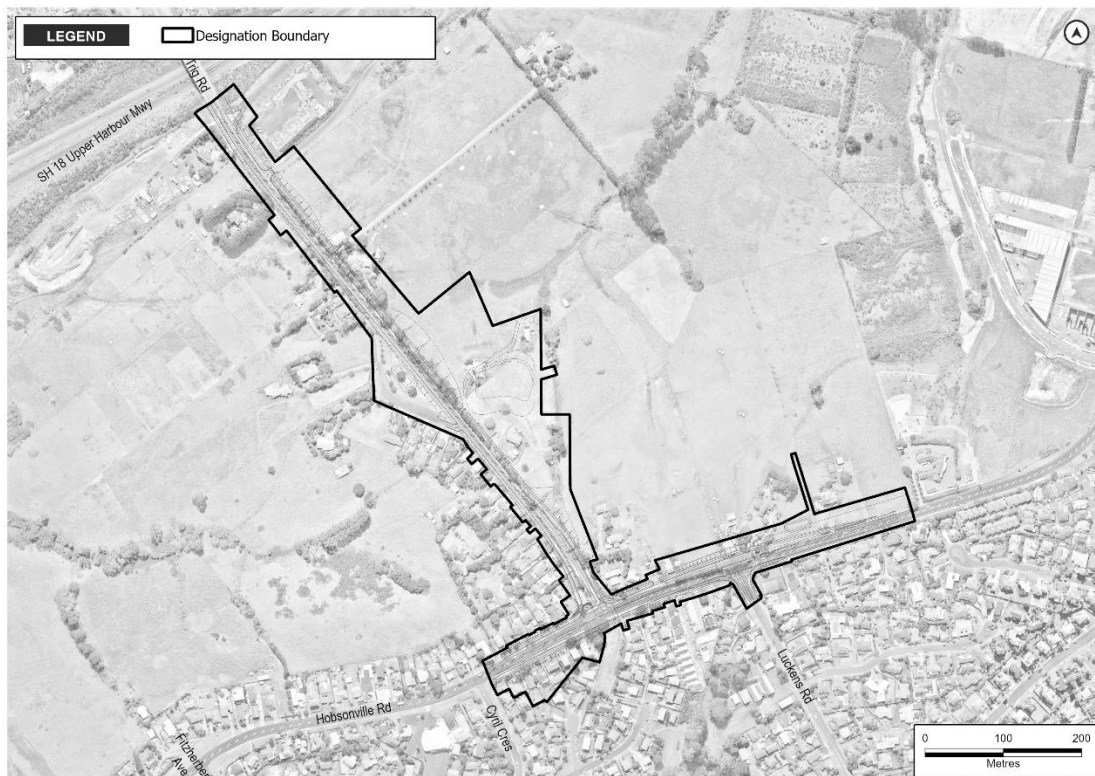 LEGEND
Designation Boundary
Trig Rd
SH 18 Upper Harbour Mwy
Luckens Rd
Hobsonville Rd
Cyril Cres
Fitzherbert
Ave
0 100 200
Metres